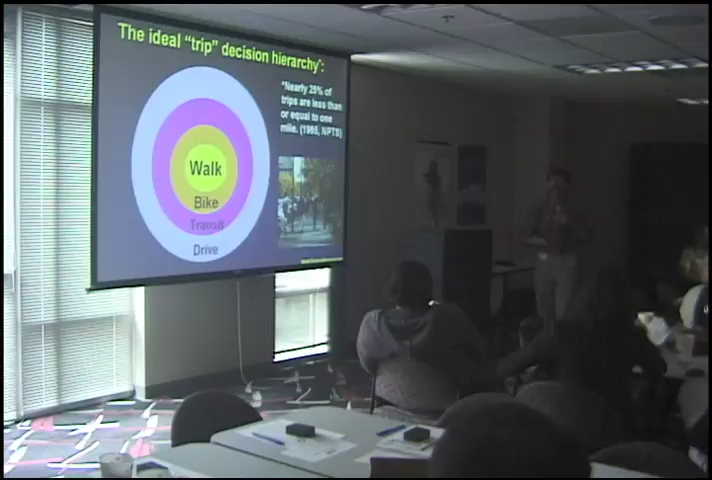 The ideal "trip" decision hierarchy*:
*Nearly 25% of
trips are less than
or equal to one
mile. (1995, NPTS)
Walk
Bike
Transit
Drive